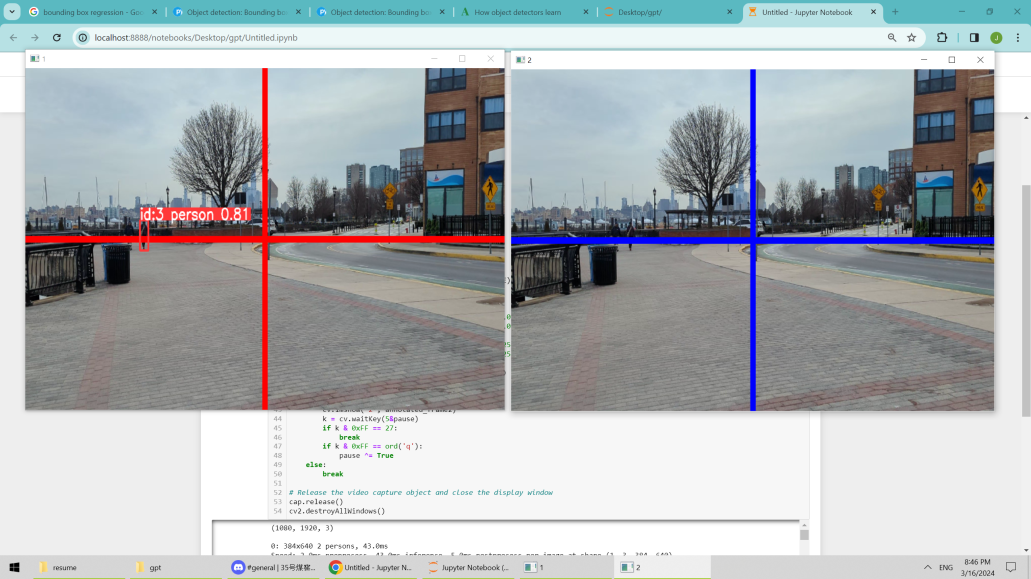 bounding box regression - Goo
Object detection: Bounding box
Object detection: Bounding box
How object detectors learn
Desktop/gpt/
Untitled - Jupyter Notebook
localhost:8888/notebooks/Desktop/gpt/Untitled.ipynb
J
1
2
id:3 person 0.81
44 k = cv.waitKey(5&pause)
45 if k & 0xFF == 27:
46 break
47 if k & 0xFF == ord('q'):
48 pause ^= True
49 else:
50 break
51
52 # Release the video capture object and close the display window
53 cap.release()
54 cv2.destroyAllWindows()
(1080, 1920, 3)
0: 384x640 2 persons, 43.0ms
resume
gpt
#general | 35号煤窑...
Untitled - Jupyter N...
Jupyter Notebook (...
1
2
ENG
8:46 PM
3/16/2024